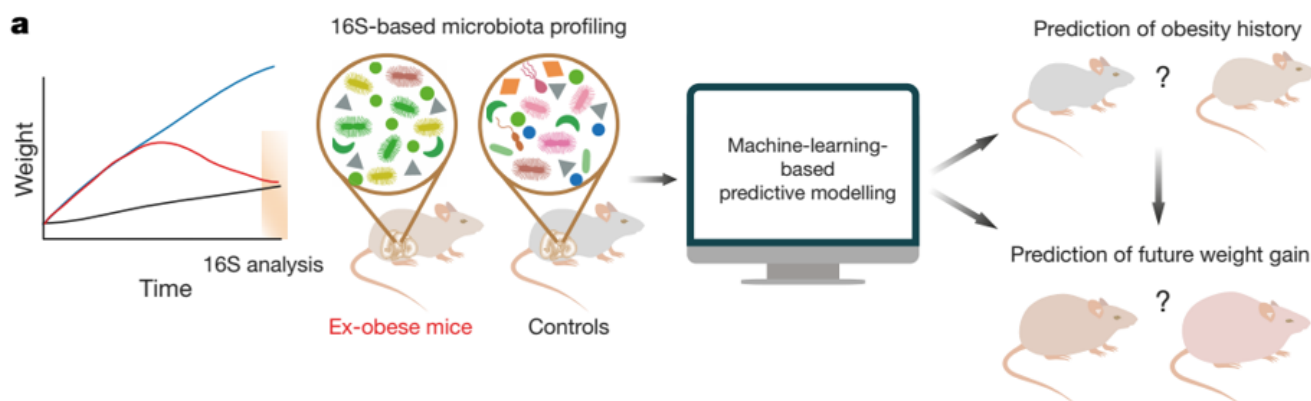 a
16S-based microbiota profiling
Weight
16S analysis
Time
Ex-obese mice
Controls
Machine-learning-
based
predictive modelling
Prediction of obesity history
?
Prediction of future weight gain
?